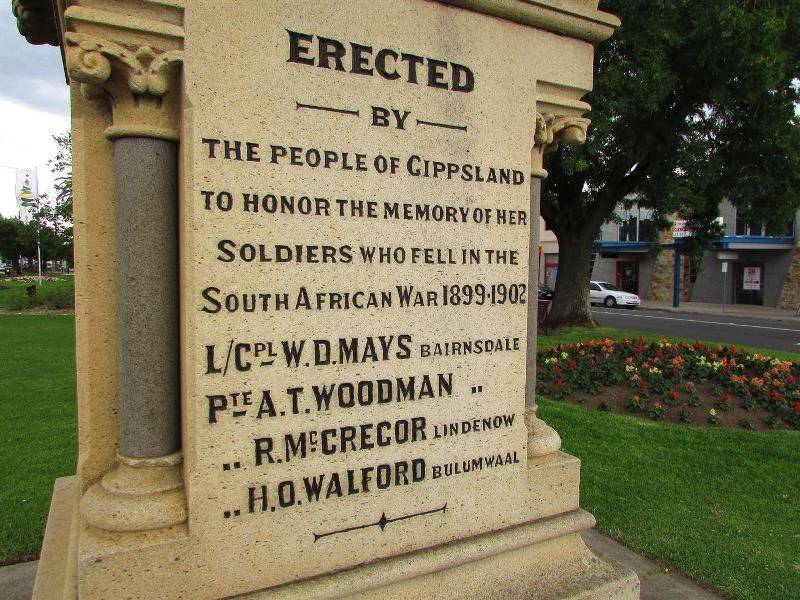 ERECTED
BY
THE PEOPLE OF GIPPSLAND
TO HONOR THE MEMORY OF HER
SOLDIERS WHO FELL IN THE
SOUTH AFRICAN WAR 1899-1902
L/CPL W.D.MAYS BAIRNSDALE
PTE A.T.WOODMAN "
" R.McGREGOR LINDENOW
" H.O.WALFORD BULUMWAAL